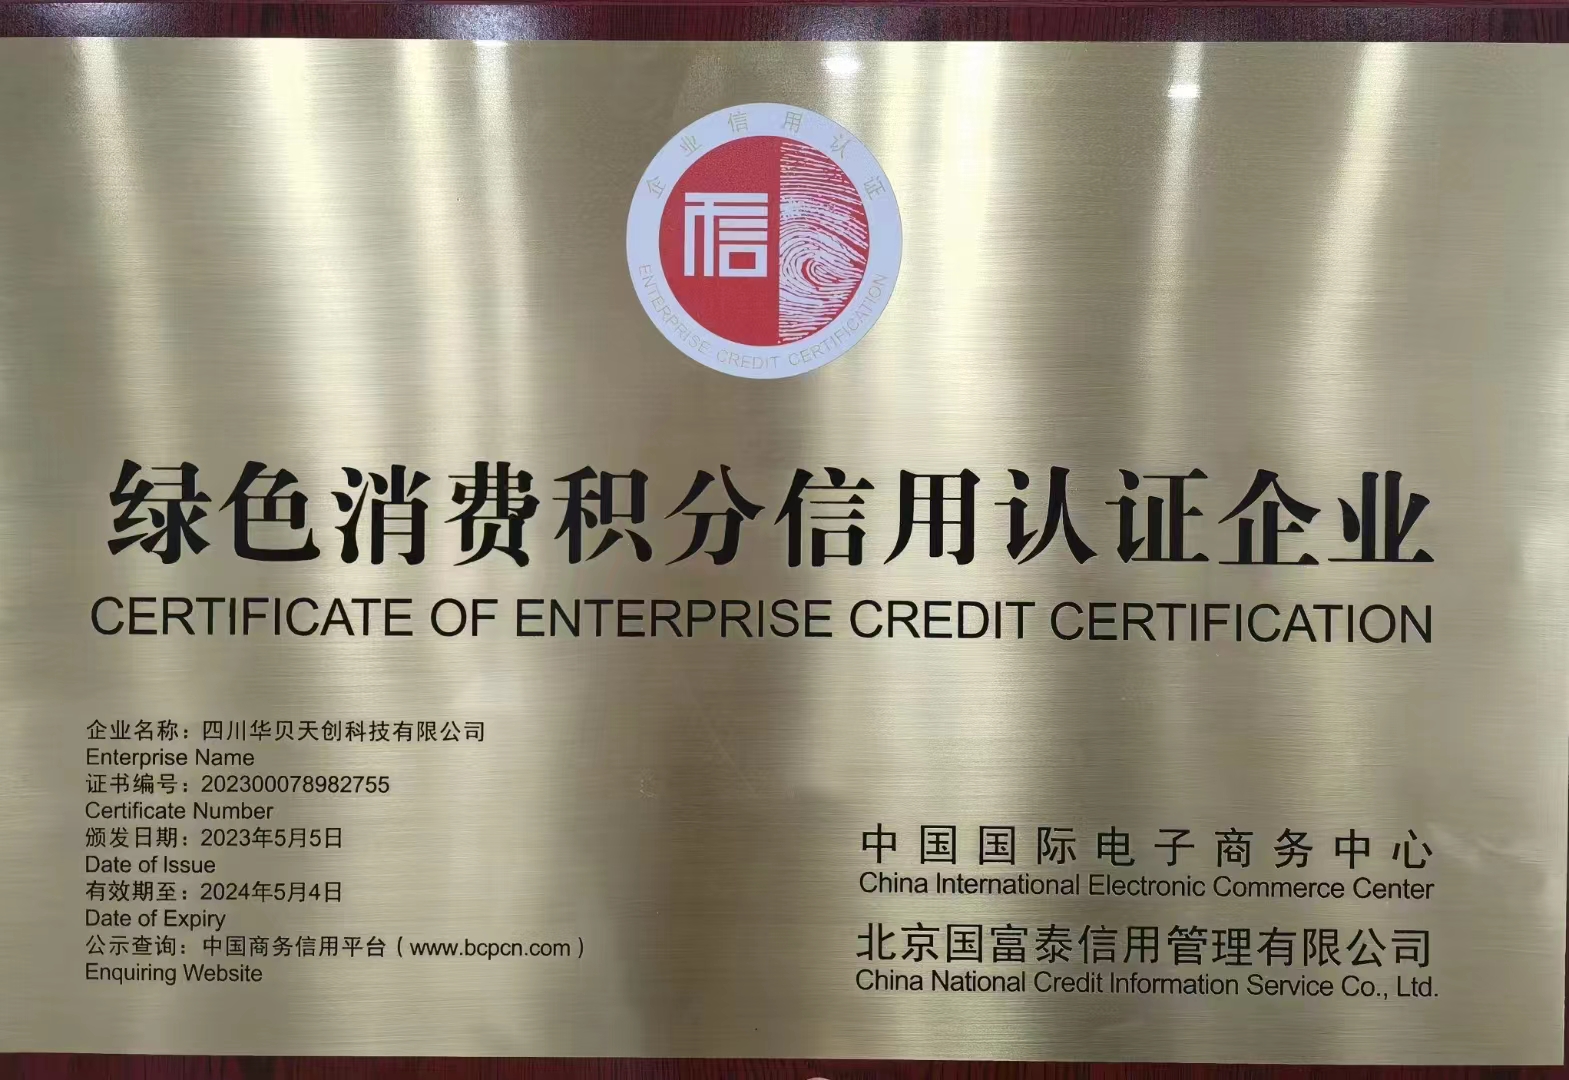 企业信用认证
ENTERPRISE CREDIT CERTIFICATION
信
绿色消费积分信用认证企业
CERTIFICATE OF ENTERPRISE CREDIT CERTIFICATION
企业名称：四川华贝天创科技有限公司
Enterprise Name
证书编号：202300078982755
Certificate Number
颁发日期：2023年5月5日
Date of Issue
有效期至：2024年5月4日
Date of Expiry
公示查询：中国商务信用平台（www.bcpcn.com）
Enquiring Website
中国国际电子商务中心
China International Electronic Commerce Center
北京国富泰信用管理有限公司
China National Credit Information Service Co., Ltd.